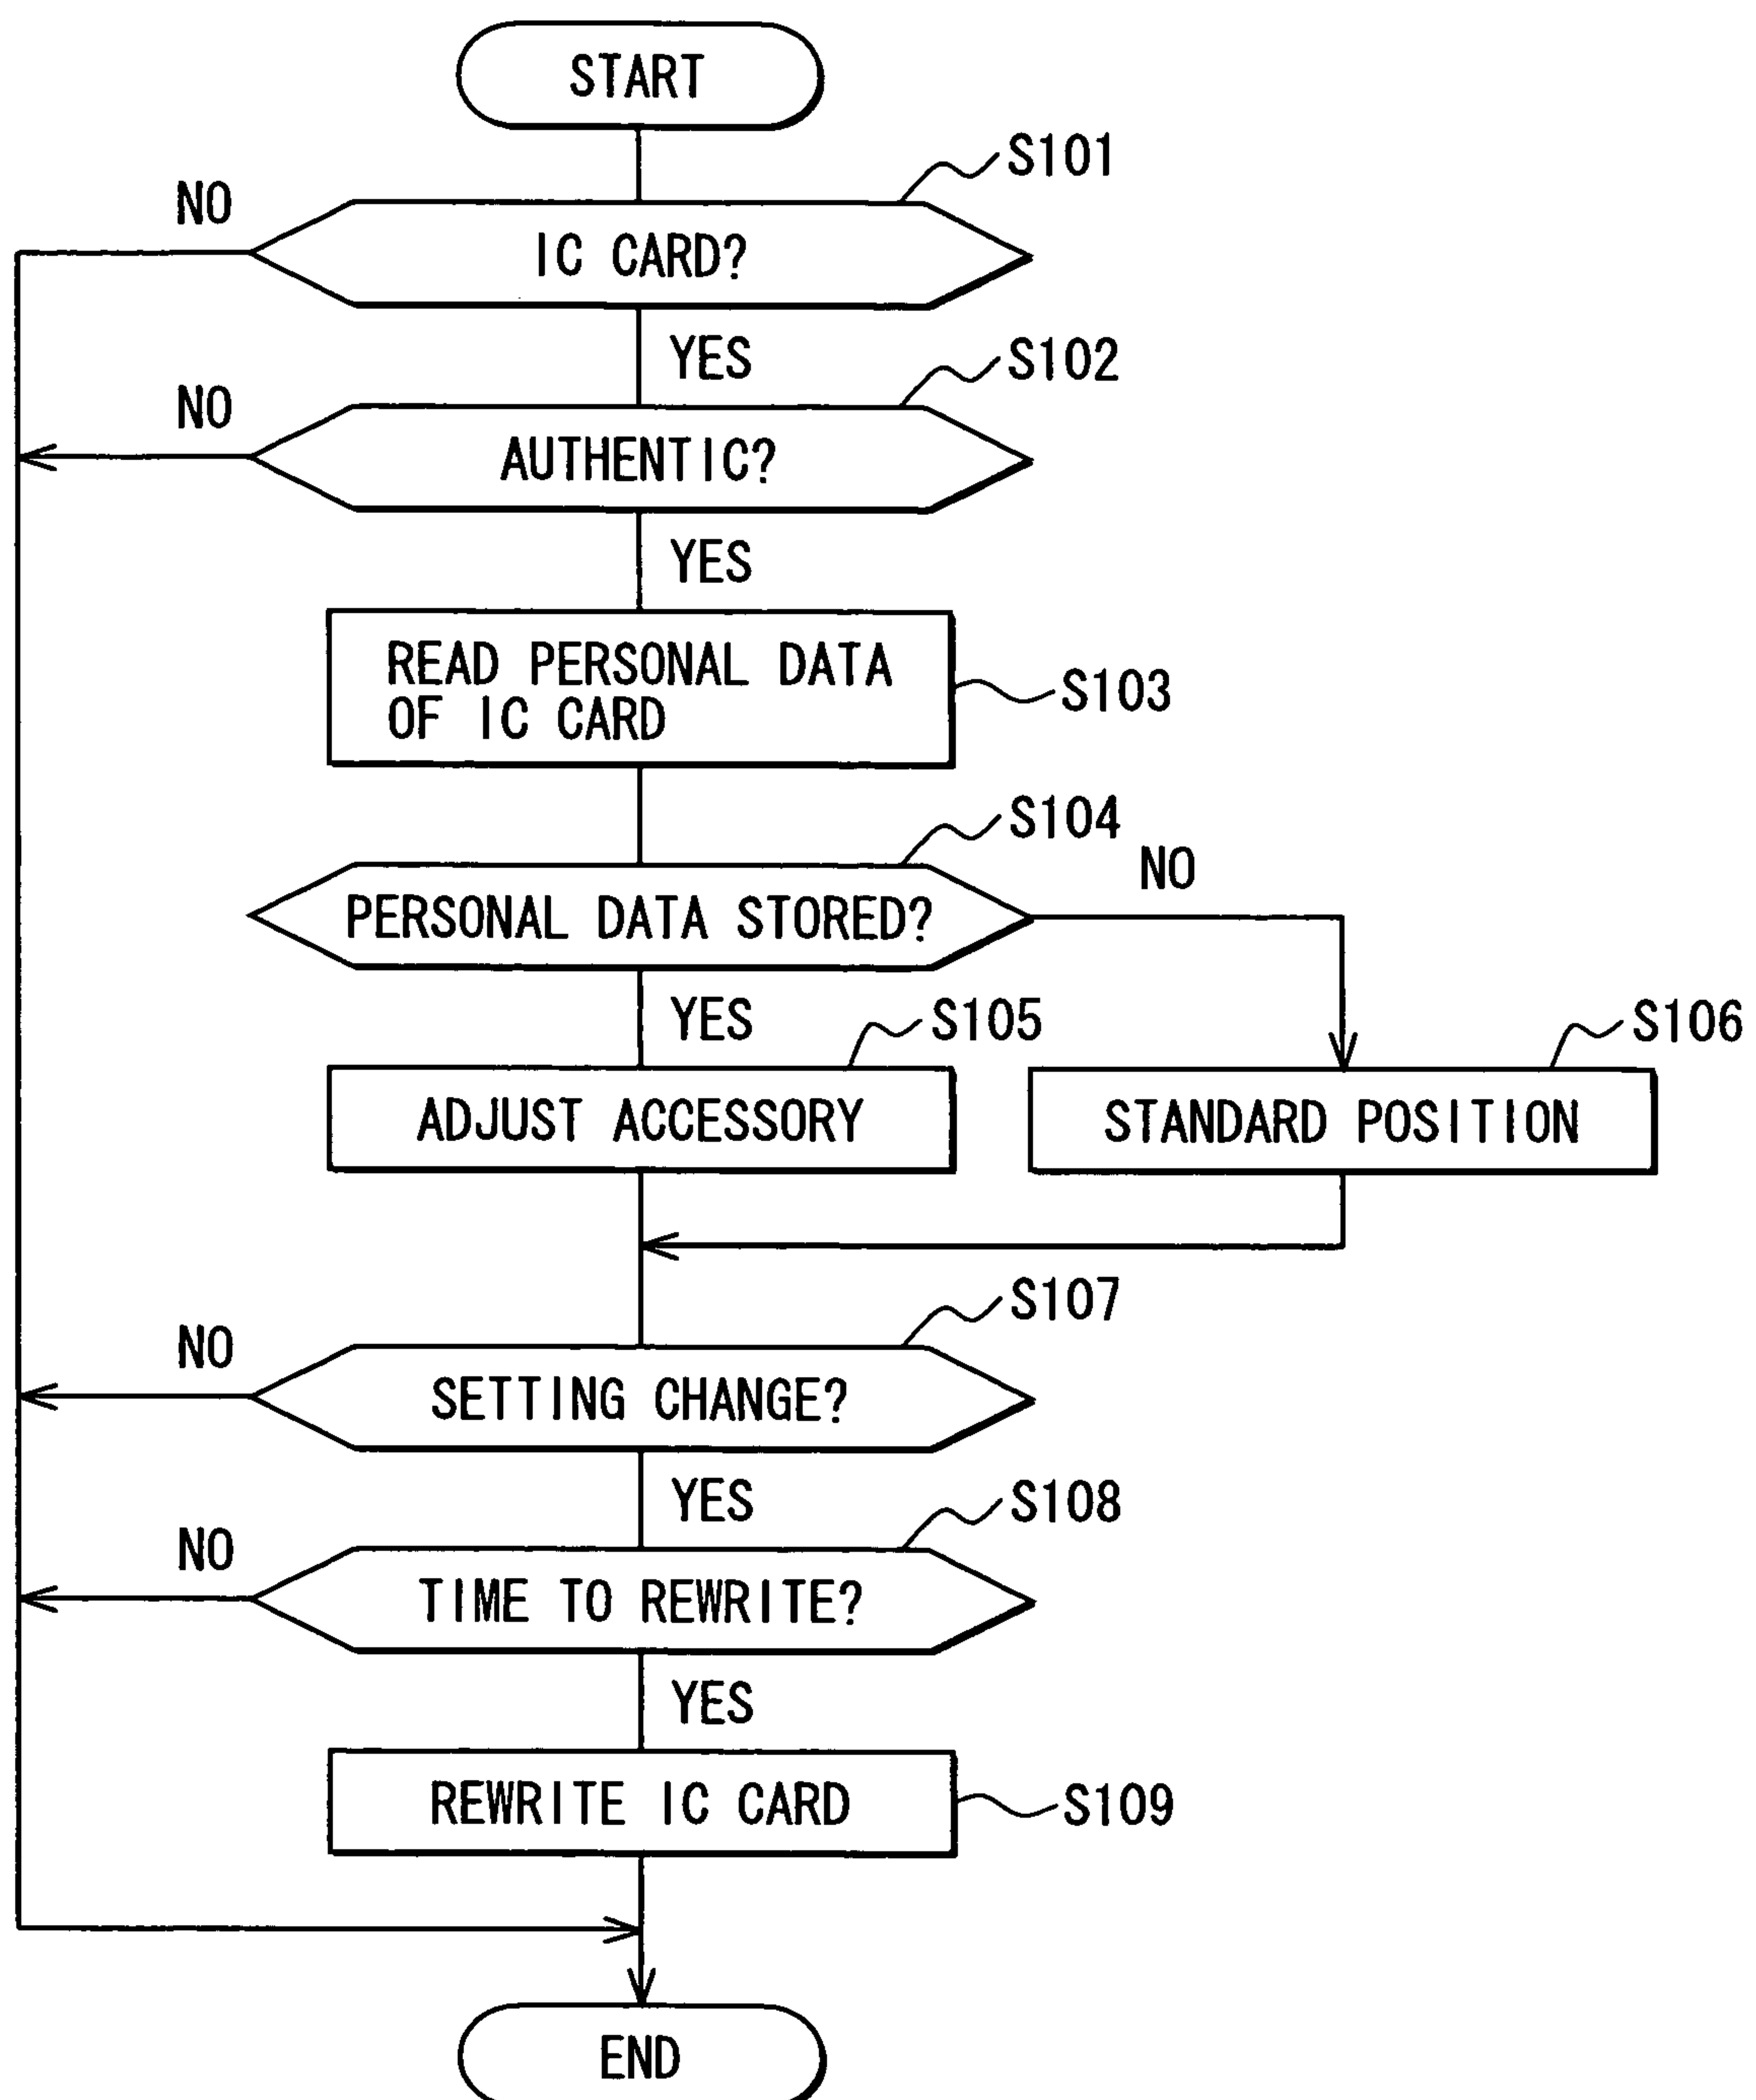 START
S101
NO
IC CARD?
YES
S102
NO
AUTHENTIC?
YES
READ PERSONAL DATA
OF IC CARD
S103
S104
NO
PERSONAL DATA STORED?
YES
S105
S106
ADJUST ACCESSORY
STANDARD POSITION
S107
NO
SETTING CHANGE?
YES
S108
NO
TIME TO REWRITE?
YES
REWRITE IC CARD
S109
END